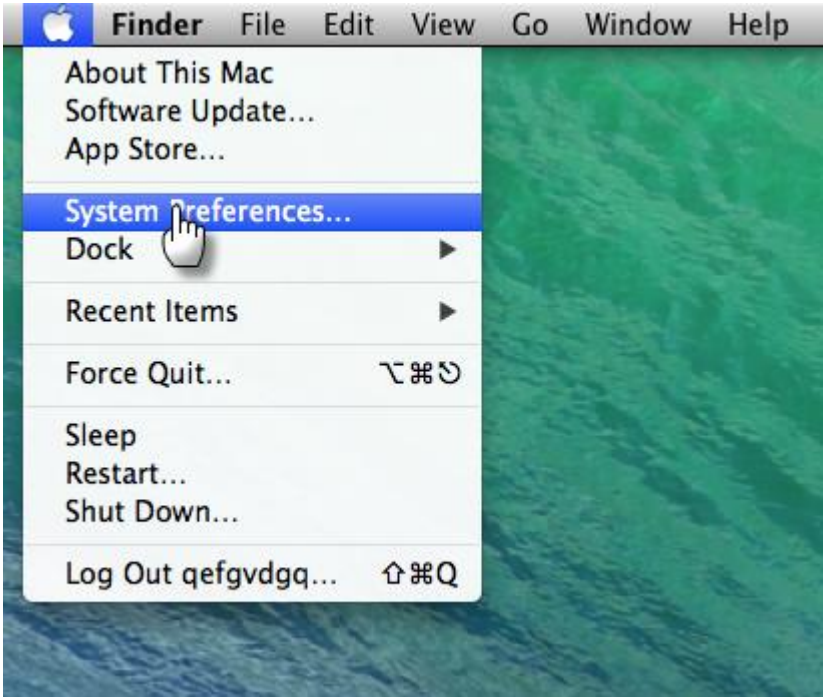 Finder File Edit View Go Window Help
About This Mac
Software Update...
App Store...
System Preferences...
Dock ▶
Recent Items ▶
Force Quit... ⌥⌘⎋
Sleep
Restart...
Shut Down...
Log Out qefgvdgq... ⇧⌘Q